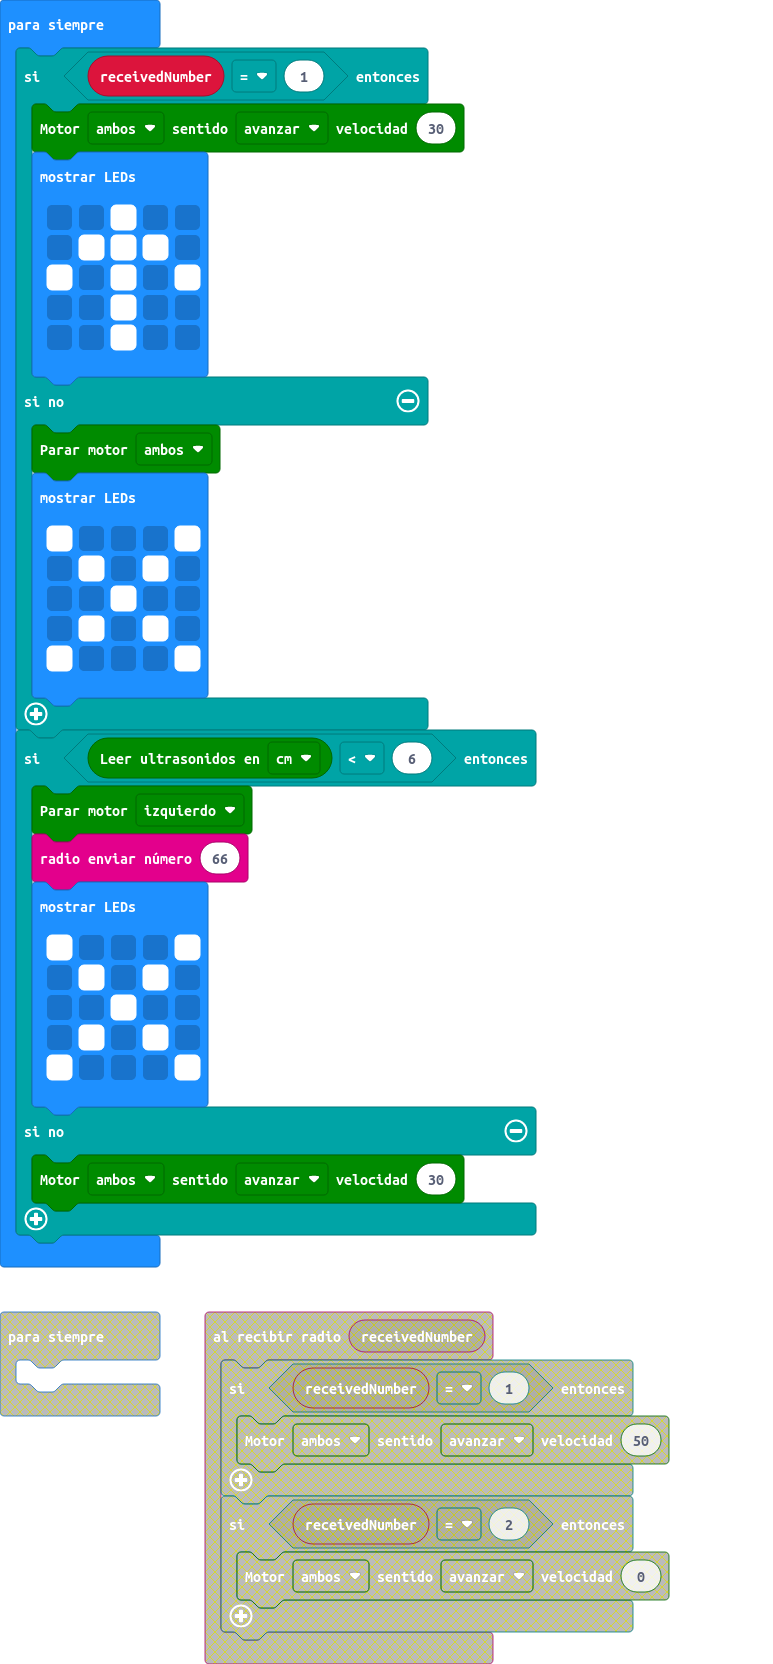 para siempre
si receivedNumber = 1 entonces
Motor ambos sentido avanzar velocidad 30
mostrar LEDs
si no
Parar motor ambos
mostrar LEDs
si Leer ultrasonidos en cm < 6 entonces
Parar motor izquierdo
radio enviar número 66
mostrar LEDs
si no
Motor ambos sentido avanzar velocidad 30
para siempre
al recibir radio receivedNumber
si receivedNumber = 1 entonces
Motor ambos sentido avanzar velocidad 50
si receivedNumber = 2 entonces
Motor ambos sentido avanzar velocidad 0